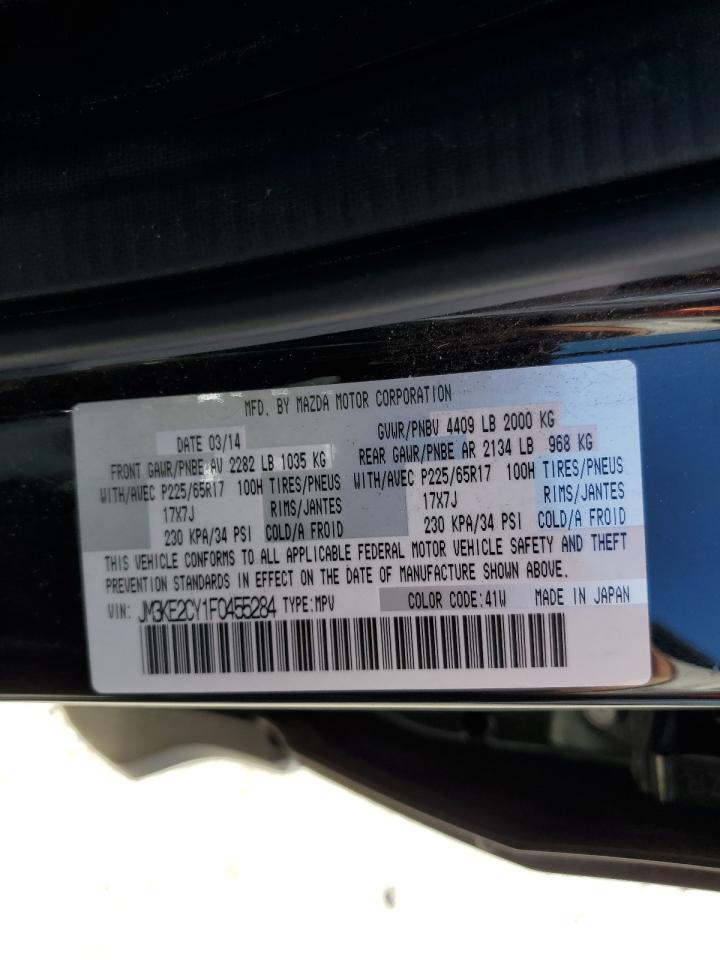 MFD. BY MAZDA MOTOR CORPORATION
DATE 03/14 GVWR/PNBV 4409 LB 2000 KG
FRONT GAWR/PNBE AV 2282 LB 1035 KG REAR GAWR/PNBE AR 2134 LB 968 KG
WITH/AVEC P225/65R17 100H TIRES/PNEUS WITH/AVEC P225/65R17 100H TIRES/PNEUS
17X7J RIMS/JANTES 17X7J RIMS/JANTES
230 KPA/34 PSI COLD/A FROID 230 KPA/34 PSI COLD/A FROID
THIS VEHICLE CONFORMS TO ALL APPLICABLE FEDERAL MOTOR VEHICLE SAFETY AND THEFT
PREVENTION STANDARDS IN EFFECT ON THE DATE OF MANUFACTURE SHOWN ABOVE.
VIN: JM3KE2CY1F0455284 TYPE:MPV COLOR CODE:41W MADE IN JAPAN